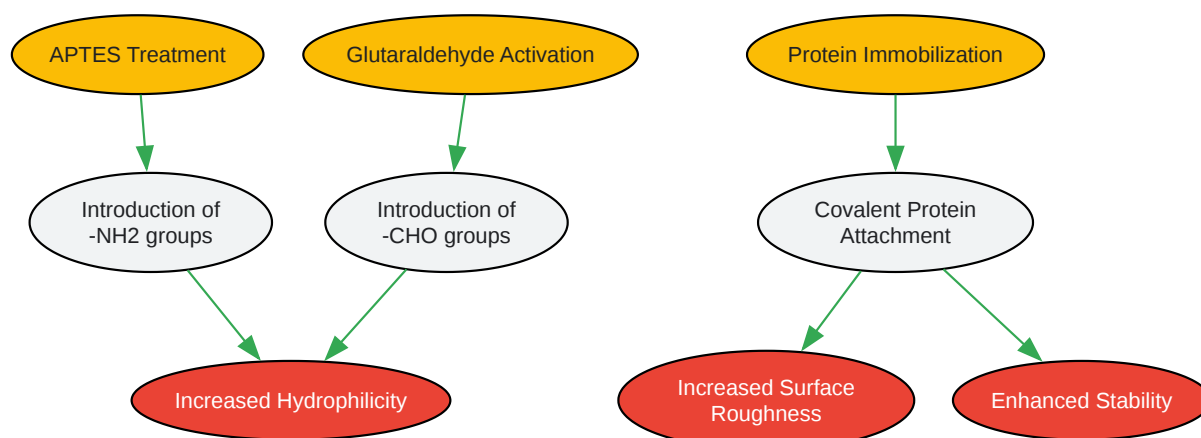 APTES Treatment
Glutaraldehyde Activation
Protein Immobilization
Introduction of
-NH2 groups
Introduction of
-CHO groups
Covalent Protein
Attachment
Increased Hydrophilicity
Increased Surface
Roughness
Enhanced Stability